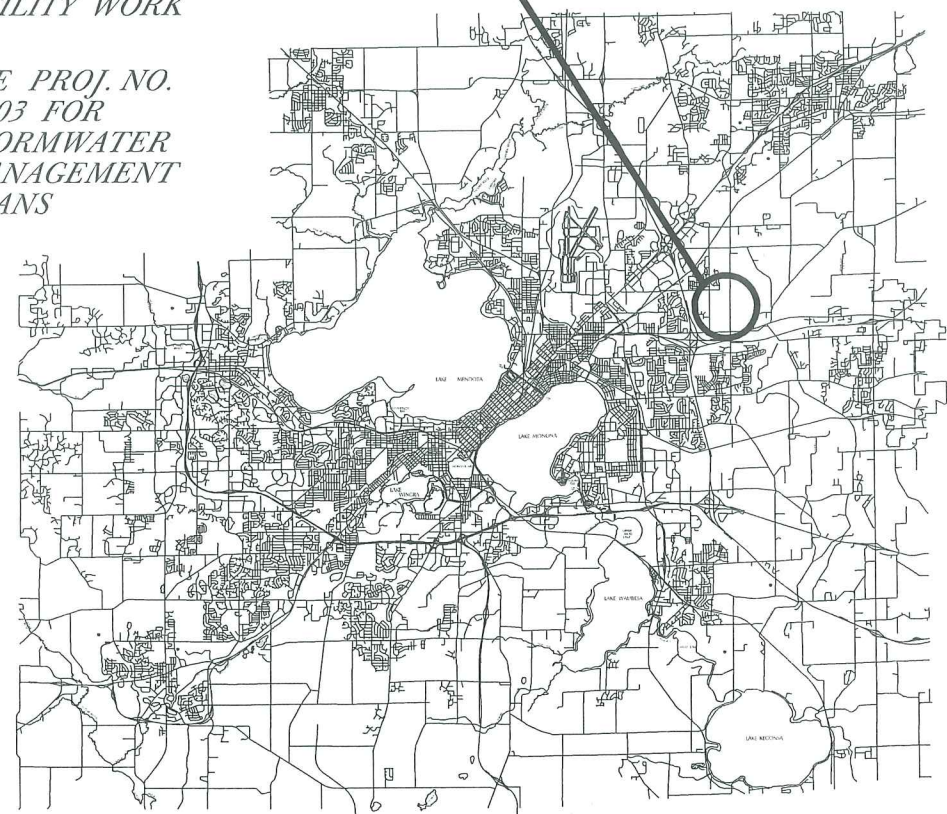 ILITY WORK
E PROJ. NO.
03 FOR
ORMWATER
NAGEMENT
ANS
LAKE MENDOTA
LAKE MONONA
LAKE
WINGRA
LAKE WAUBESA
LAKE KEGONSA